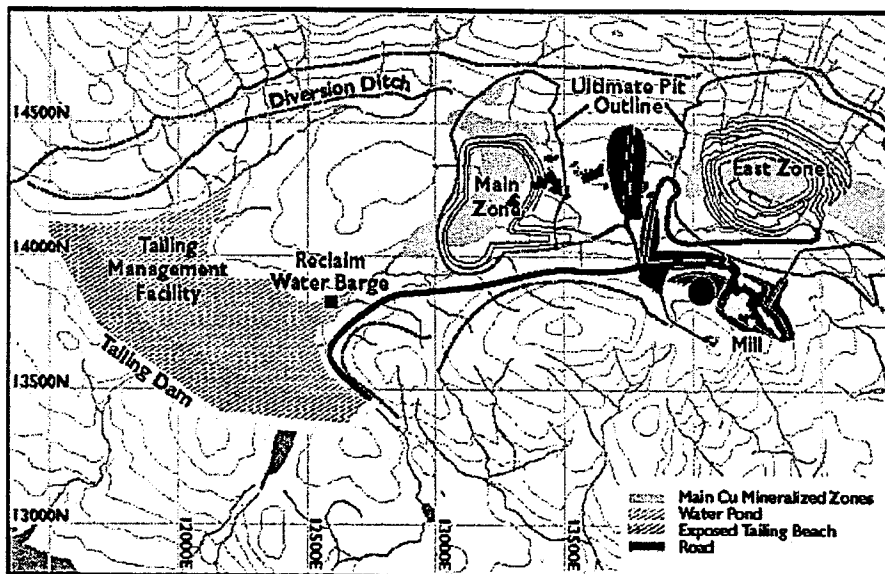 Diversion Ditch
Ultimate Pit
Outline
14500N
East Zone
Main
Zone
14000N
Tailing
Management
Facility
Reclaim
Water Barge
Mill
Tailing Dam
13500N
13000N
12000E
12500E
13000E
13500E
Main Cu Mineralized Zones
Water Pond
Exposed Tailing Beach
Road